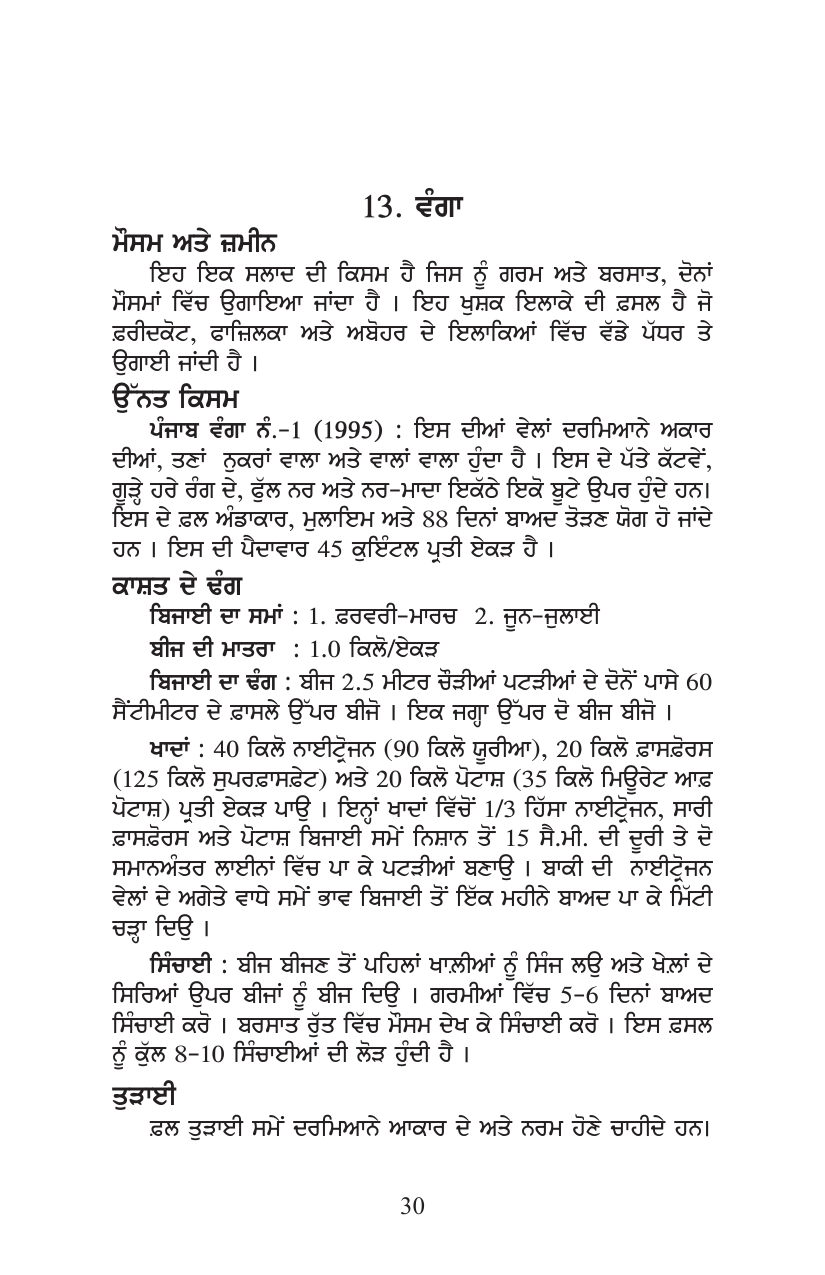 13. ਵੰਗਾ
ਮੌਸਮ ਅਤੇ ਜ਼ਮੀਨ
ਇਹ ਇਕ ਸਲਾਦ ਦੀ ਕਿਸਮ ਹੈ ਜਿਸ ਨੂੰ ਗਰਮ ਅਤੇ ਬਰਸਾਤ, ਦੋਨਾਂ
ਮੌਸਮਾਂ ਵਿੱਚ ਉਗਾਇਆ ਜਾਂਦਾ ਹੈ । ਇਹ ਖੁਸ਼ਕ ਇਲਾਕੇ ਦੀ ਫ਼ਸਲ ਹੈ ਜੋ
ਫ਼ਰੀਦਕੋਟ, ਫਾਜ਼ਿਲਕਾ ਅਤੇ ਅਬੋਹਰ ਦੇ ਇਲਾਕਿਆਂ ਵਿੱਚ ਵੱਡੇ ਪੱਧਰ ਤੇ
ਉਗਾਈ ਜਾਂਦੀ ਹੈ ।
ਉੱਨਤ ਕਿਸਮ
ਪੰਜਾਬ ਵੰਗਾ ਨੰ.-1 (1995) : ਇਸ ਦੀਆਂ ਵੇਲਾਂ ਦਰਮਿਆਨੇ ਅਕਾਰ
ਦੀਆਂ, ਤਣਾਂ ਨੁਕਰਾਂ ਵਾਲਾ ਅਤੇ ਵਾਲਾਂ ਵਾਲਾ ਹੁੰਦਾ ਹੈ । ਇਸ ਦੇ ਪੱਤੇ ਕੱਟਵੇਂ,
ਗੂੜ੍ਹੇ ਹਰੇ ਰੰਗ ਦੇ, ਫੁੱਲ ਨਰ ਅਤੇ ਨਰ-ਮਾਦਾ ਇਕੱਠੇ ਇਕੋ ਬੂਟੇ ਉਪਰ ਹੁੰਦੇ ਹਨ।
ਇਸ ਦੇ ਫ਼ਲ ਅੰਡਾਕਾਰ, ਮੁਲਾਇਮ ਅਤੇ 88 ਦਿਨਾਂ ਬਾਅਦ ਤੋੜਣ ਯੋਗ ਹੋ ਜਾਂਦੇ
ਹਨ । ਇਸ ਦੀ ਪੈਦਾਵਾਰ 45 ਕੁਇੰਟਲ ਪ੍ਰਤੀ ਏਕੜ ਹੈ ।
ਕਾਸ਼ਤ ਦੇ ਢੰਗ
ਬਿਜਾਈ ਦਾ ਸਮਾਂ : 1. ਫ਼ਰਵਰੀ-ਮਾਰਚ 2. ਜੂਨ-ਜੁਲਾਈ
ਬੀਜ ਦੀ ਮਾਤਰਾ : 1.0 ਕਿਲੋ/ਏਕੜ
ਬਿਜਾਈ ਦਾ ਢੰਗ : ਬੀਜ 2.5 ਮੀਟਰ ਚੌੜੀਆਂ ਪਟੜੀਆਂ ਦੇ ਦੋਨੋਂ ਪਾਸੇ 60
ਸੈਂਟੀਮੀਟਰ ਦੇ ਫ਼ਾਸਲੇ ਉੱਪਰ ਬੀਜੋ । ਇਕ ਜਗ੍ਹਾ ਉੱਪਰ ਦੋ ਬੀਜ ਬੀਜੋ ।
ਖਾਦਾਂ : 40 ਕਿਲੋ ਨਾਈਟ੍ਰੋਜਨ (90 ਕਿਲੋ ਯੂਰੀਆ), 20 ਕਿਲੋ ਫ਼ਾਸਫ਼ੋਰਸ
(125 ਕਿਲੋ ਸੁਪਰਫ਼ਾਸਫ਼ੇਟ) ਅਤੇ 20 ਕਿਲੋ ਪੋਟਾਸ਼ (35 ਕਿਲੋ ਮਿਊਰੇਟ ਆਫ਼
ਪੋਟਾਸ਼) ਪ੍ਰਤੀ ਏਕੜ ਪਾਉ । ਇਨ੍ਹਾਂ ਖਾਦਾਂ ਵਿੱਚੋਂ 1/3 ਹਿੱਸਾ ਨਾਈਟ੍ਰੋਜਨ, ਸਾਰੀ
ਫ਼ਾਸਫ਼ੋਰਸ ਅਤੇ ਪੋਟਾਸ਼ ਬਿਜਾਈ ਸਮੇਂ ਨਿਸ਼ਾਨ ਤੋਂ 15 ਸੈ.ਮੀ. ਦੀ ਦੂਰੀ ਤੇ ਦੋ
ਸਮਾਨਅੰਤਰ ਲਾਈਨਾਂ ਵਿੱਚ ਪਾ ਕੇ ਪਟੜੀਆਂ ਬਣਾਉ । ਬਾਕੀ ਦੀ ਨਾਈਟ੍ਰੋਜਨ
ਵੇਲਾਂ ਦੇ ਅਗੇਤੇ ਵਾਧੇ ਸਮੇਂ ਭਾਵ ਬਿਜਾਈ ਤੋਂ ਇੱਕ ਮਹੀਨੇ ਬਾਅਦ ਪਾ ਕੇ ਮਿੱਟੀ
ਚੜ੍ਹਾ ਦਿਉ ।
ਸਿੰਚਾਈ : ਬੀਜ ਬੀਜਣ ਤੋਂ ਪਹਿਲਾਂ ਖਾਲ਼ੀਆਂ ਨੂੰ ਸਿੰਜ ਲਉ ਅਤੇ ਖੇਲ਼ਾਂ ਦੇ
ਸਿਰਿਆਂ ਉਪਰ ਬੀਜਾਂ ਨੂੰ ਬੀਜ ਦਿਉ । ਗਰਮੀਆਂ ਵਿੱਚ 5-6 ਦਿਨਾਂ ਬਾਅਦ
ਸਿੰਚਾਈ ਕਰੋ । ਬਰਸਾਤ ਰੁੱਤ ਵਿੱਚ ਮੌਸਮ ਦੇਖ ਕੇ ਸਿੰਚਾਈ ਕਰੋ । ਇਸ ਫ਼ਸਲ
ਨੂੰ ਕੁੱਲ 8-10 ਸਿੰਚਾਈਆਂ ਦੀ ਲੋੜ ਹੁੰਦੀ ਹੈ ।
ਤੁੜਾਈ
ਫ਼ਲ ਤੁੜਾਈ ਸਮੇਂ ਦਰਮਿਆਨੇ ਆਕਾਰ ਦੇ ਅਤੇ ਨਰਮ ਹੋਣੇ ਚਾਹੀਦੇ ਹਨ।
30